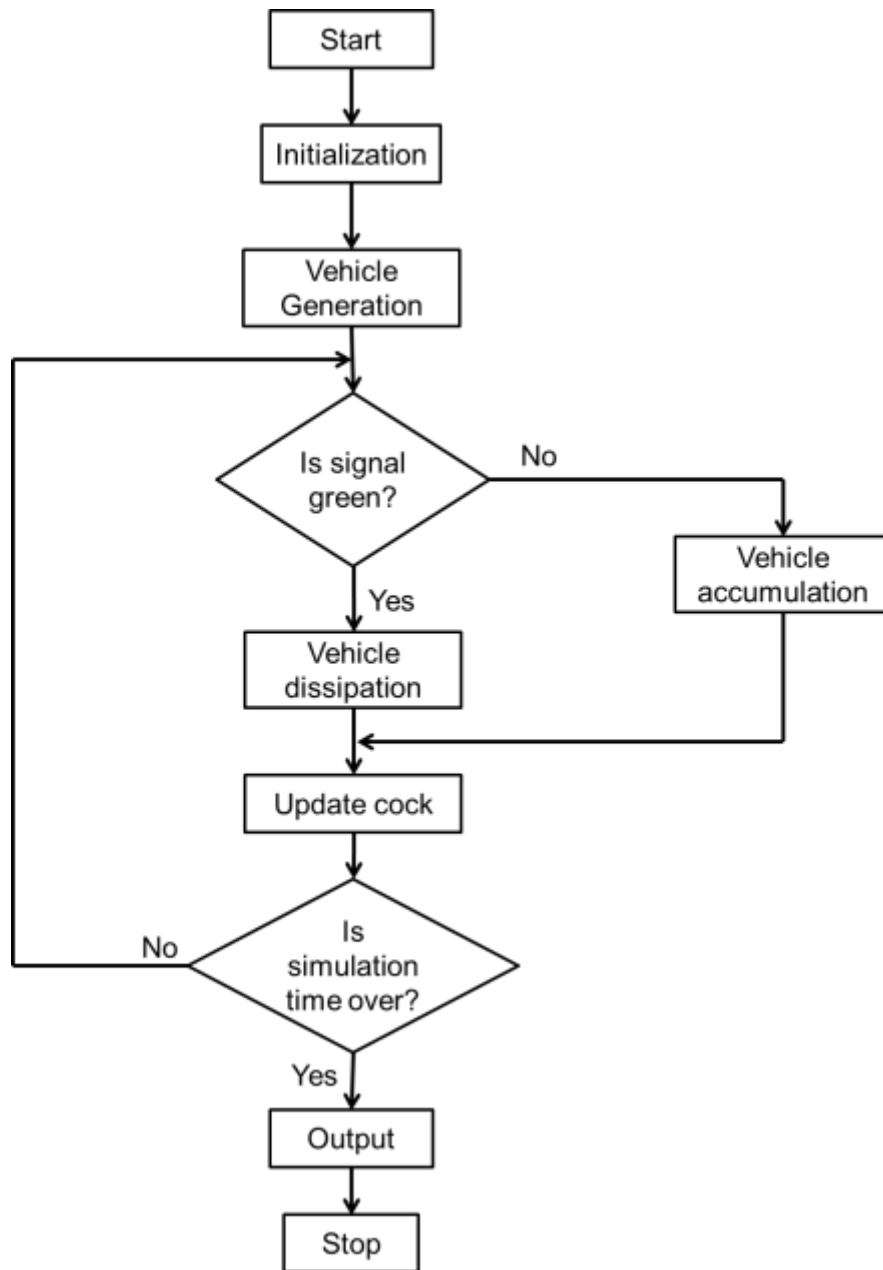 Start
Initialization
Vehicle
Generation
Is signal
green?
No
Vehicle
accumulation
Yes
Vehicle
dissipation
Update cock
Is
simulation
time over?
No
Yes
Output
Stop